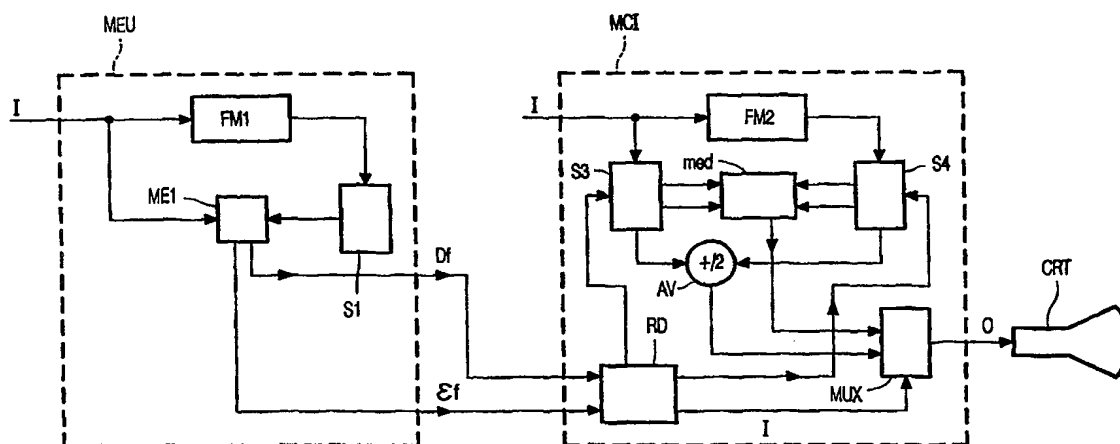 MEU
MCI
I
FM1
I
FM2
S3
med
S4
ME1
S1
Df
+/2
AV
CRT
RD
O
MUX
εf
I